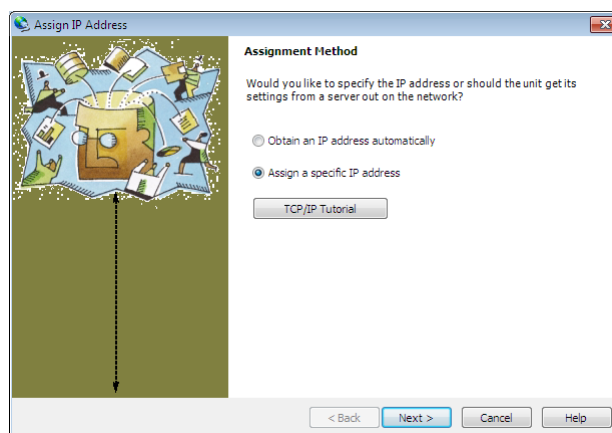 Assign IP Address
Assignment Method
Would you like to specify the IP address or should the unit get its
settings from a server out on the network?
Obtain an IP address automatically
Assign a specific IP address
TCP/IP Tutorial
< Back
Next >
Cancel
Help